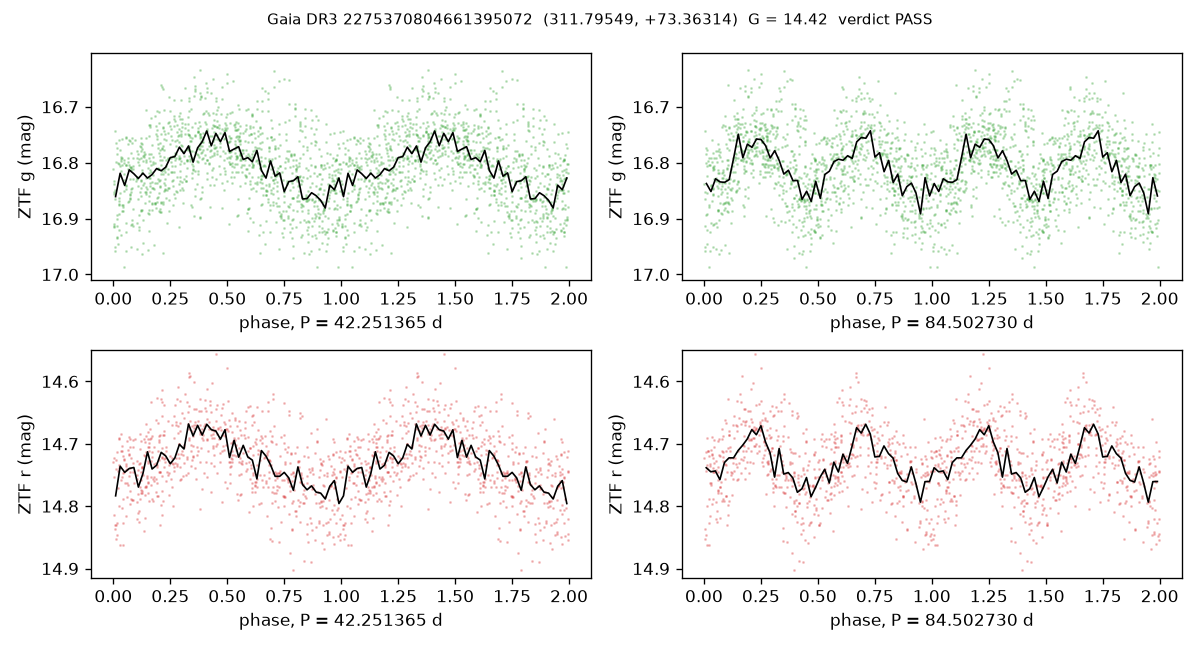 Gaia DR3 2275370804661395072 (311.79549, +73.36314) G = 14.42 verdict PASS
ZTF g (mag)
16.7
16.8
16.9
17.0
0.00 0.25 0.50 0.75 1.00 1.25 1.50 1.75 2.00
phase, P = 42.251365 d
ZTF g (mag)
16.7
16.8
16.9
17.0
0.00 0.25 0.50 0.75 1.00 1.25 1.50 1.75 2.00
phase, P = 84.502730 d
ZTF r (mag)
14.6
14.7
14.8
14.9
0.00 0.25 0.50 0.75 1.00 1.25 1.50 1.75 2.00
phase, P = 42.251365 d
ZTF r (mag)
14.6
14.7
14.8
14.9
0.00 0.25 0.50 0.75 1.00 1.25 1.50 1.75 2.00
phase, P = 84.502730 d